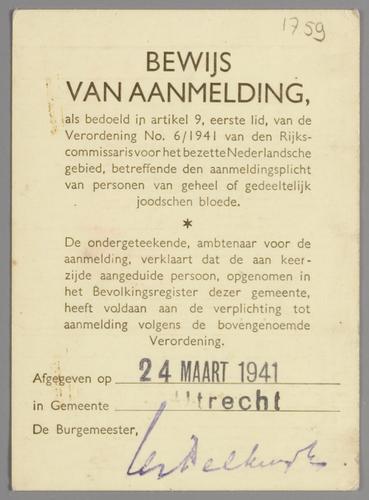 1759
BEWIJS
VAN AANMELDING,
als bedoeld in artikel 9, eerste lid, van de
Verordening No. 6/1941 van den Rijks-
commissaris voor het bezette Nederlandsche
gebied, betreffende den aanmeldingsplicht
van personen van geheel of gedeeltelijk
joodschen bloede.
*
De ondergeteekende, ambtenaar voor de
aanmelding, verklaart dat de aan keer-
zijde aangeduide persoon, opgenomen in
het Bevolkingsregister dezer gemeente,
heeft voldaan aan de verplichting tot
aanmelding volgens de bovengenoemde
Verordening.
Afgegeven op 24 MAART 1941
in Gemeente Utrecht
De Burgemeester,